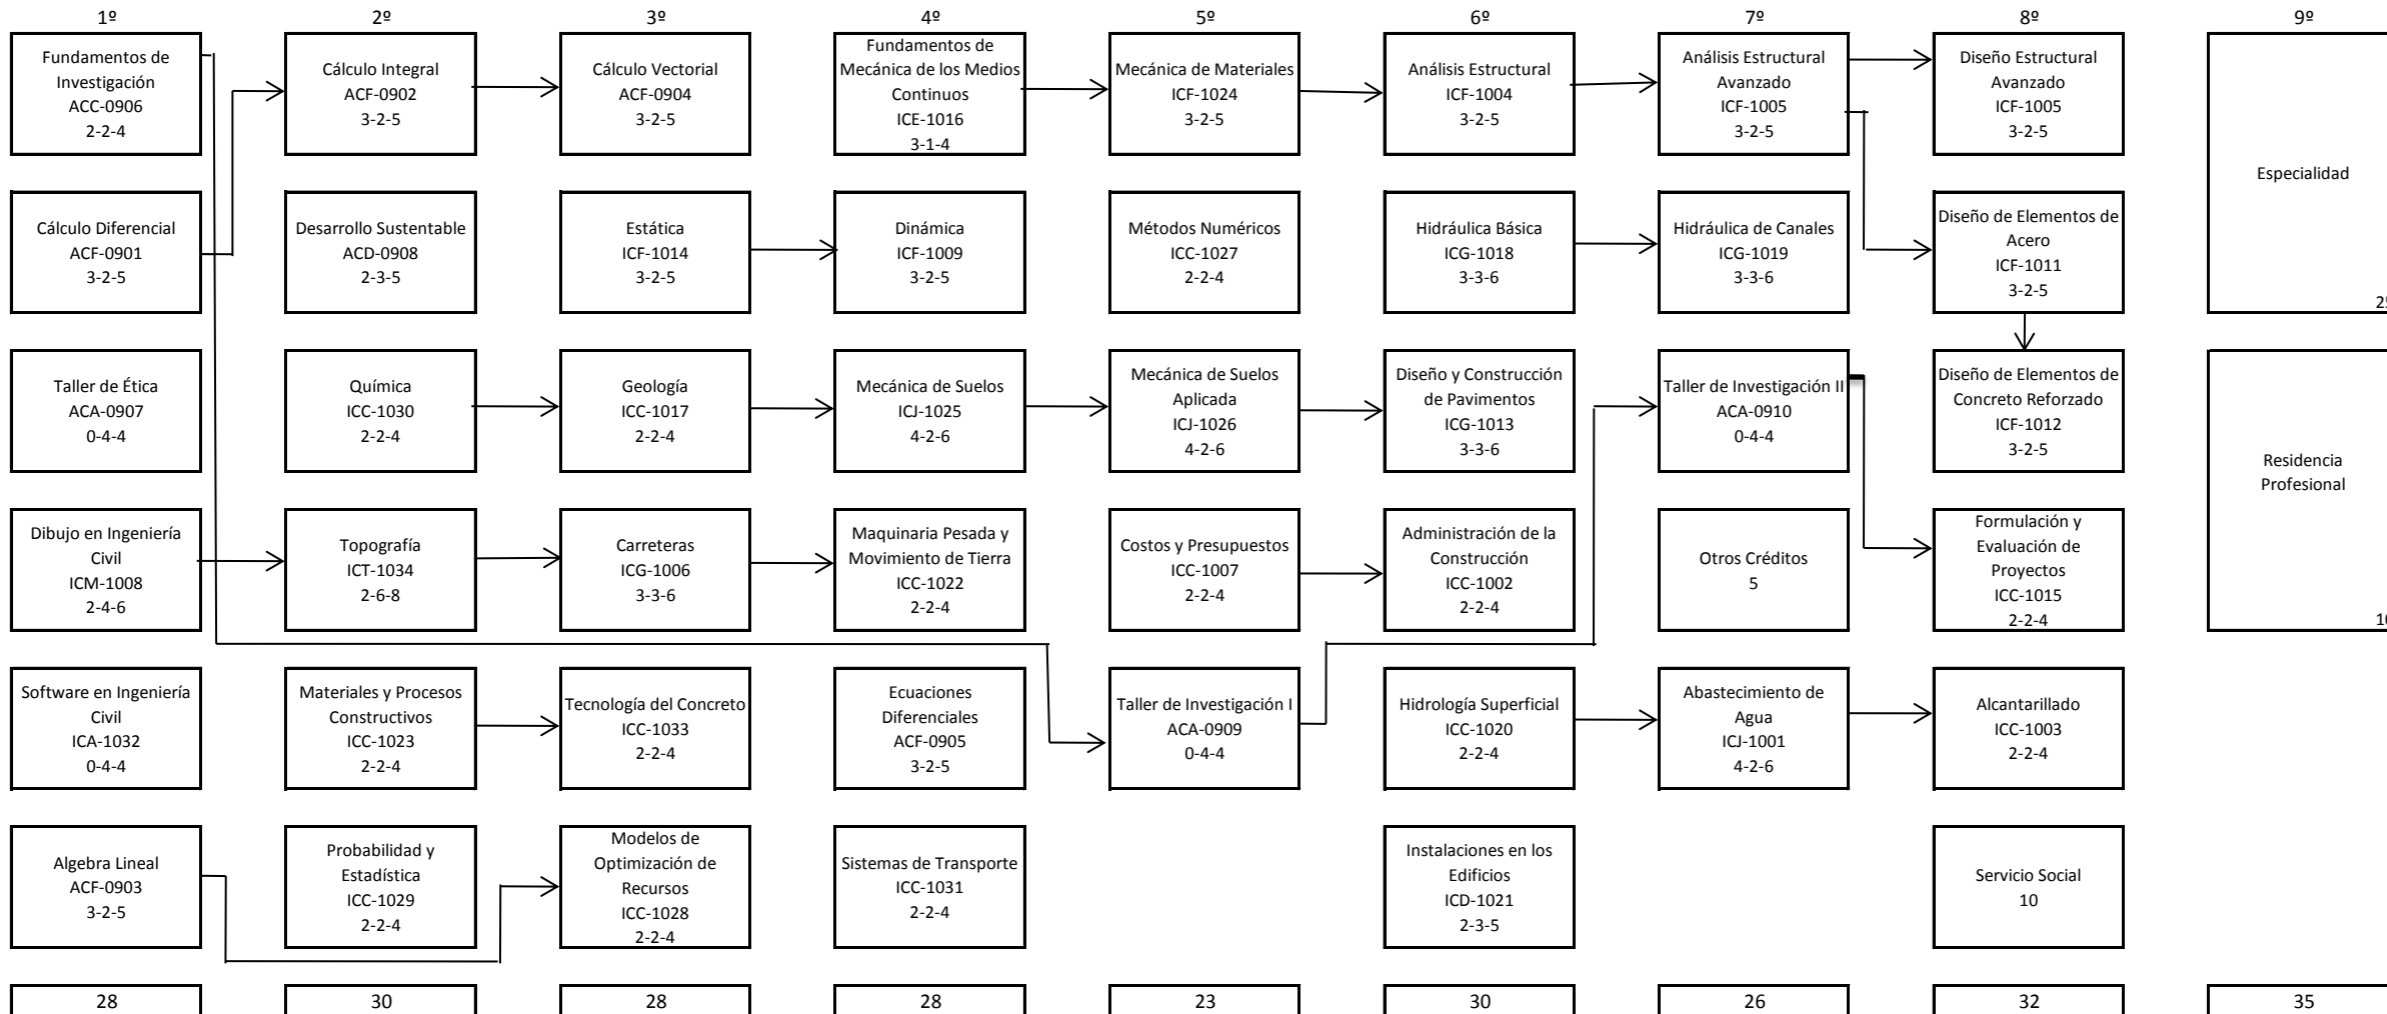 1º
Fundamentos de
Investigación
ACC-0906
2-2-4
Cálculo Diferencial
ACF-0901
3-2-5
Taller de Ética
ACA-0907
0-4-4
Dibujo en Ingeniería
Civil
ICM-1008
2-4-6
Software en Ingeniería
Civil
ICA-1032
0-4-4
Algebra Lineal
ACF-0903
3-2-5
28
2º
Cálculo Integral
ACF-0902
3-2-5
Desarrollo Sustentable
ACD-0908
2-3-5
Química
ICC-1030
2-2-4
Topografía
ICT-1034
2-6-8
Materiales y Procesos
Constructivos
ICC-1023
2-2-4
Probabilidad y
Estadística
ICC-1029
2-2-4
30
3º
Cálculo Vectorial
ACF-0904
3-2-5
Estática
ICF-1014
3-2-5
Geología
ICC-1017
2-2-4
Carreteras
ICG-1006
3-3-6
Tecnología del Concreto
ICC-1033
2-2-4
Modelos de
Optimización de
Recursos
ICC-1028
2-2-4
28
4º
Fundamentos de
Mecánica de los Medios
Continuos
ICE-1016
3-1-4
Dinámica
ICF-1009
3-2-5
Mecánica de Suelos
ICJ-1025
4-2-6
Maquinaria Pesada y
Movimiento de Tierra
ICC-1022
2-2-4
Ecuaciones
Diferenciales
ACF-0905
3-2-5
Sistemas de Transporte
ICC-1031
2-2-4
28
5º
Mecánica de Materiales
ICF-1024
3-2-5
Métodos Numéricos
ICC-1027
2-2-4
Mecánica de Suelos
Aplicada
ICJ-1026
4-2-6
Costos y Presupuestos
ICC-1007
2-2-4
Taller de Investigación I
ACA-0909
0-4-4
23
6º
Análisis Estructural
ICF-1004
3-2-5
Hidráulica Básica
ICG-1018
3-3-6
Diseño y Construcción
de Pavimentos
ICG-1013
3-3-6
Administración de la
Construcción
ICC-1002
2-2-4
Hidrología Superficial
ICC-1020
2-2-4
Instalaciones en los
Edificios
ICD-1021
2-3-5
30
7º
Análisis Estructural
Avanzado
ICF-1005
3-2-5
Hidráulica de Canales
ICG-1019
3-3-6
Taller de Investigación II
ACA-0910
0-4-4
Otros Créditos
5
Abastecimiento de
Agua
ICJ-1001
4-2-6
26
8º
Diseño Estructural
Avanzado
ICF-1005
3-2-5
Diseño de Elementos de
Acero
ICF-1011
3-2-5
Diseño de Elementos de
Concreto Reforzado
ICF-1012
3-2-5
Formulación y
Evaluación de
Proyectos
ICC-1015
2-2-4
Alcantarillado
ICC-1003
2-2-4
Servicio Social
10
32
9º
Especialidad
Residencia
Profesional
35